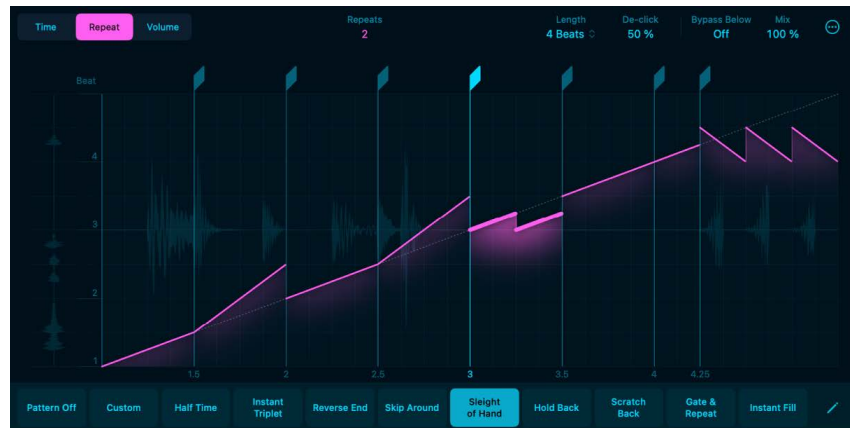 Time Repeat Volume Repeats Length De-click Bypass Below Mix
2 4 Beats 50 % Off 100 %
Beat
4
3
2
1
1.5 2 2.5 3 3.5 4 4.25
Pattern Off Custom Half Time Instant Triplet Reverse End Skip Around Sleight of Hand Hold Back Scratch Back Gate & Repeat Instant Fill